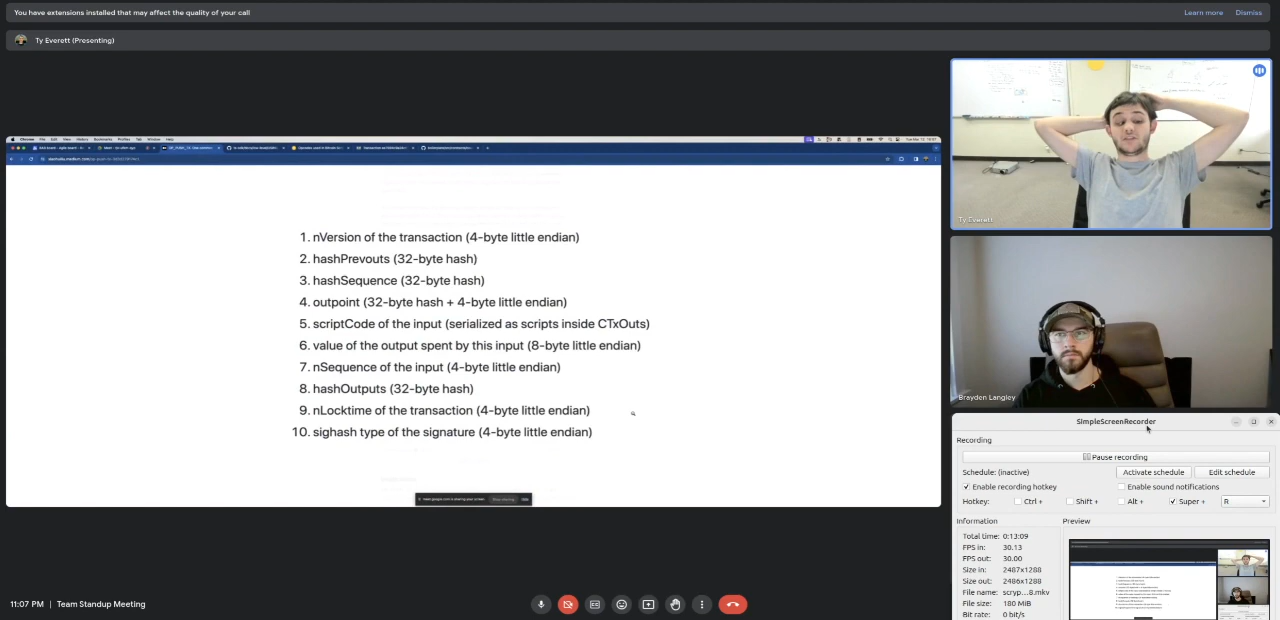 You have extensions installed that may affect the quality of your call
Learn more
Dismiss
Ty Everett (Presenting)
1. nVersion of the transaction (4-byte little endian)
2. hashPrevouts (32-byte hash)
3. hashSequence (32-byte hash)
4. outpoint (32-byte hash + 4-byte little endian)
5. scriptCode of the input (serialized as scripts inside CTxOuts)
6. value of the output spent by this input (8-byte little endian)
7. nSequence of the input (4-byte little endian)
8. hashOutputs (32-byte hash)
9. nLocktime of the transaction (4-byte little endian)
10. sighash type of the signature (4-byte little endian)
Ty Everett
Brayden Langley
SimpleScreenRecorder
Recording
Pause recording
Schedule: (inactive)
Activate schedule
Edit schedule
Enable recording hotkey
Enable sound notifications
Hotkey:
Ctrl +
Shift +
Alt +
Super +
R
Information
Preview
Total time: 0:13:09
FPS in: 30.13
FPS out: 30.00
Size in: 2487x1288
Size out: 2486x1288
File name: scryp...8.mkv
File size: 180 MiB
Bit rate: 0 bit/s
11:07 PM | Team Standup Meeting